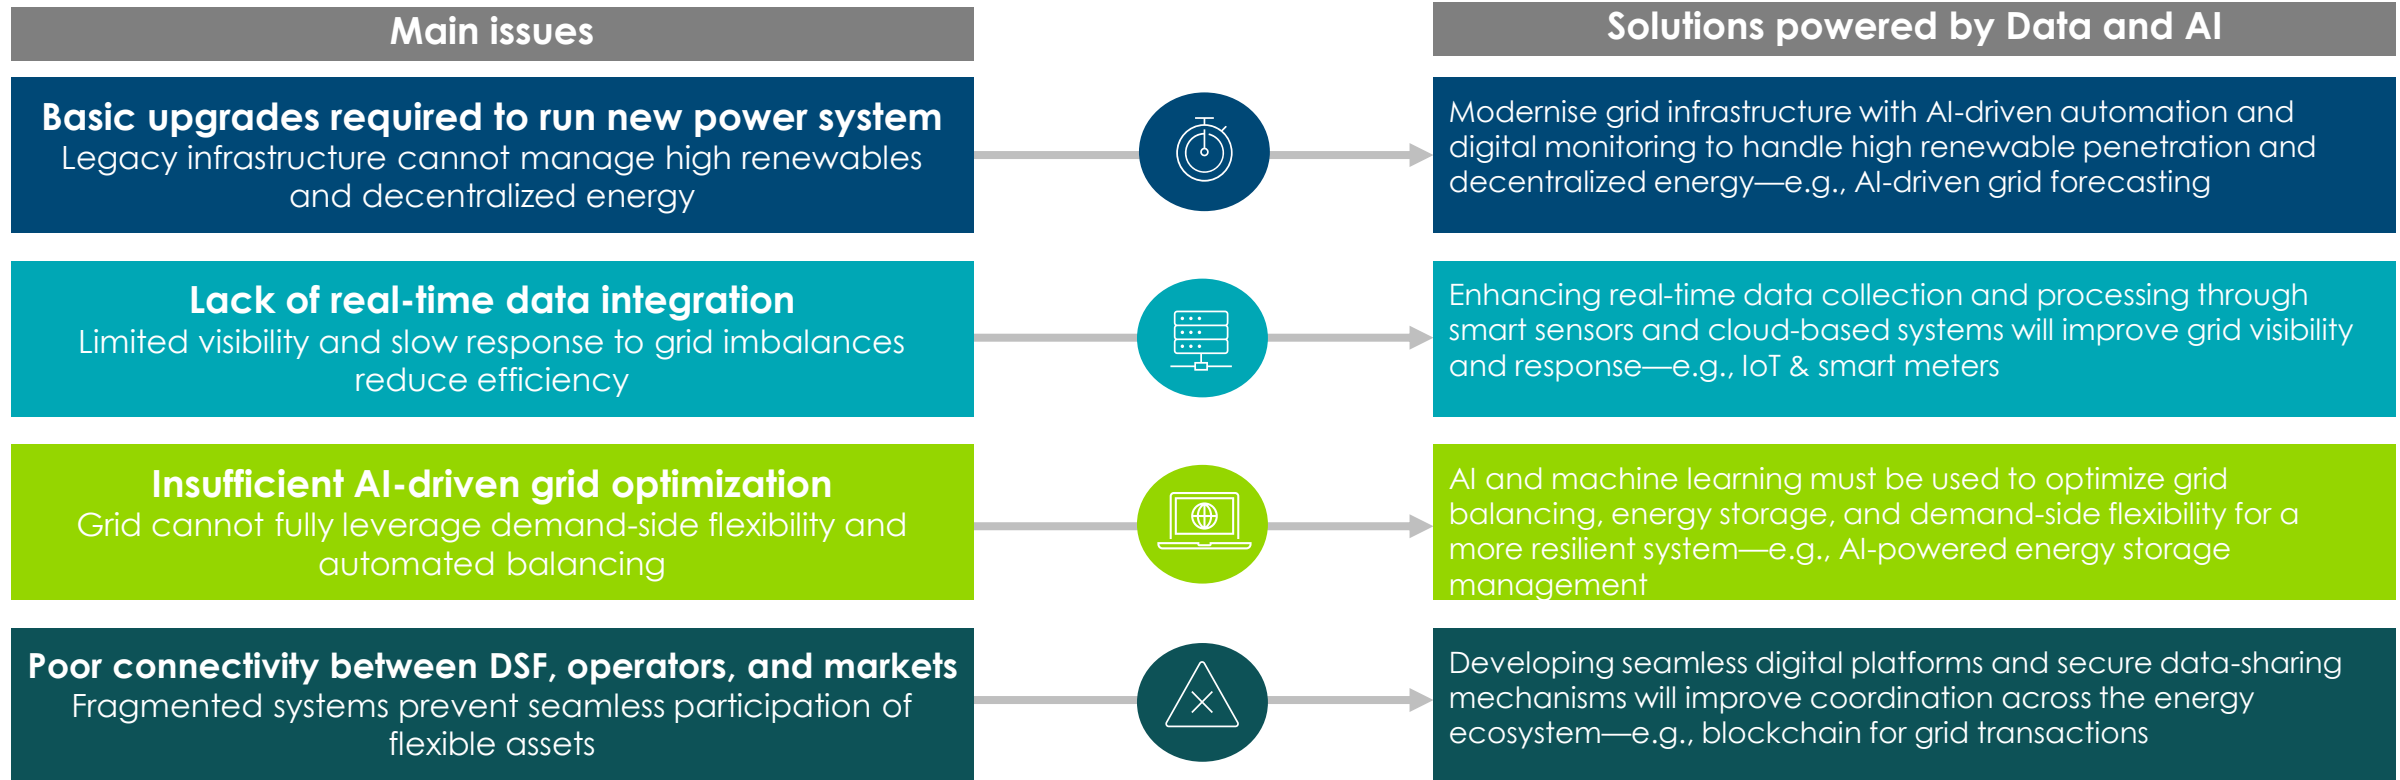 Main issues
Solutions powered by Data and AI
Basic upgrades required to run new power system
Legacy infrastructure cannot manage high renewables
and decentralized energy
Modernise grid infrastructure with AI-driven automation and
digital monitoring to handle high renewable penetration and
decentralized energy—e.g., AI-driven grid forecasting
Lack of real-time data integration
Limited visibility and slow response to grid imbalances
reduce efficiency
Enhancing real-time data collection and processing through
smart sensors and cloud-based systems will improve grid visibility
and response—e.g., IoT & smart meters
Insufficient AI-driven grid optimization
Grid cannot fully leverage demand-side flexibility and
automated balancing
AI and machine learning must be used to optimize grid
balancing, energy storage, and demand-side flexibility for a
more resilient system—e.g., AI-powered energy storage
management
Poor connectivity between DSF, operators, and markets
Fragmented systems prevent seamless participation of
flexible assets
Developing seamless digital platforms and secure data-sharing
mechanisms will improve coordination across the energy
ecosystem—e.g., blockchain for grid transactions